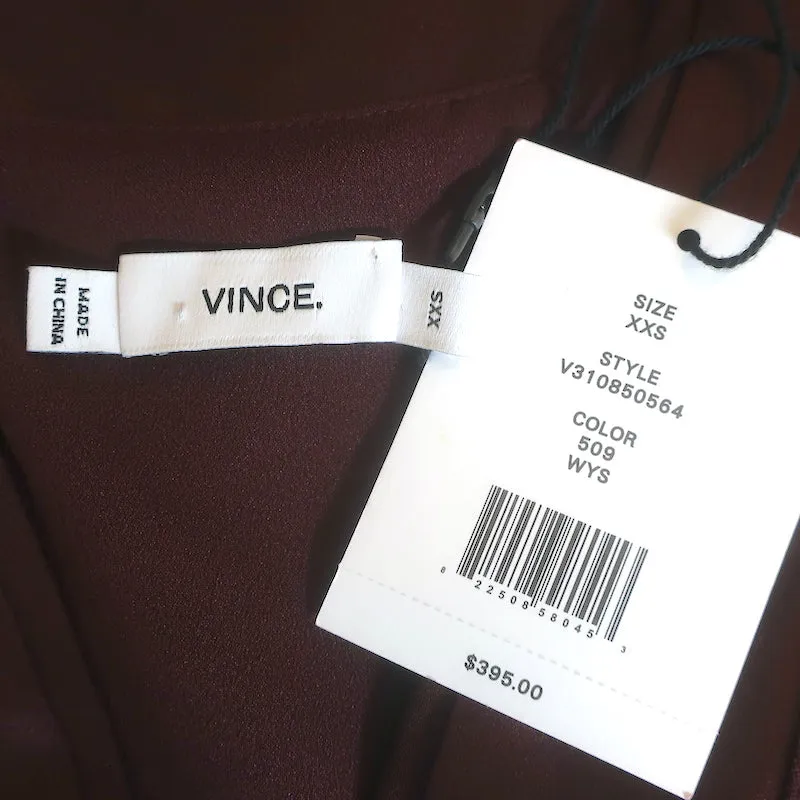 MADE
IN CHINA
VINCE.
XXS
SIZE
XXS
STYLE
V310850564
COLOR
509
WYS
8 22508 58045 3
$395.00